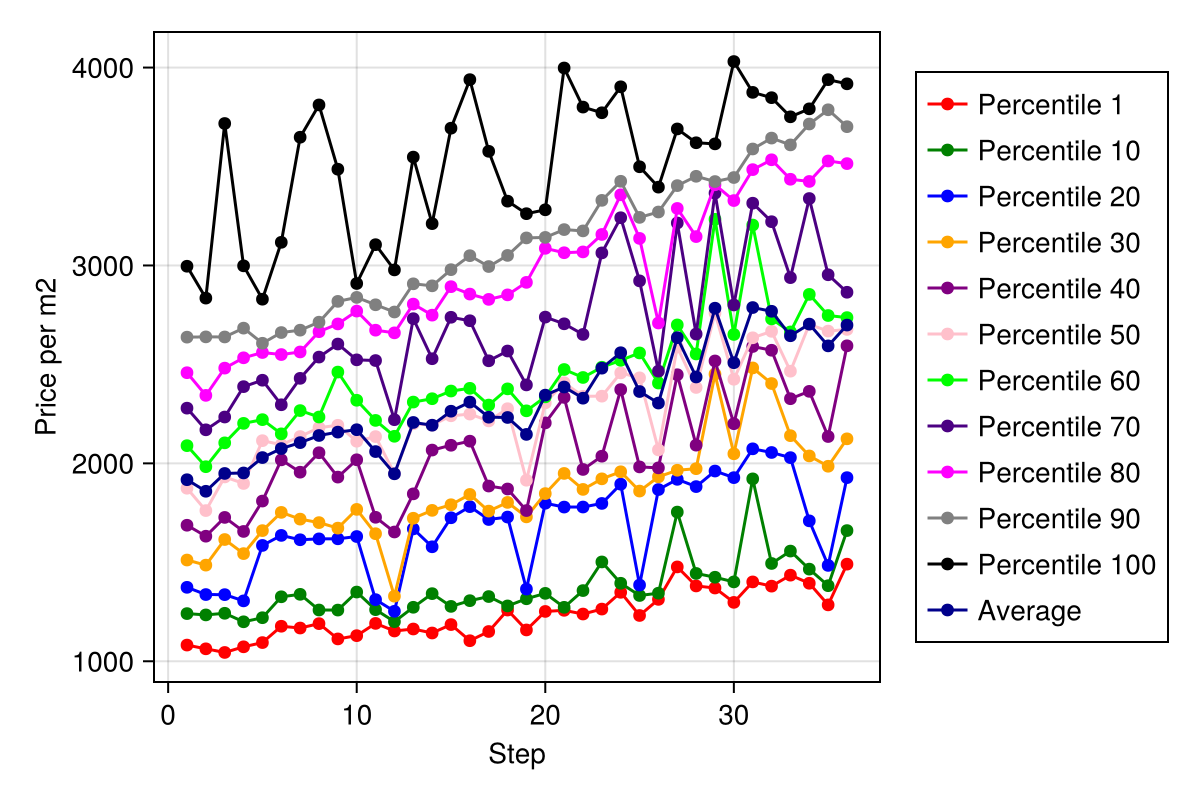 4000
3000
2000
1000
Price per m2
0 10 20 30
Step
Percentile 1
Percentile 10
Percentile 20
Percentile 30
Percentile 40
Percentile 50
Percentile 60
Percentile 70
Percentile 80
Percentile 90
Percentile 100
Average